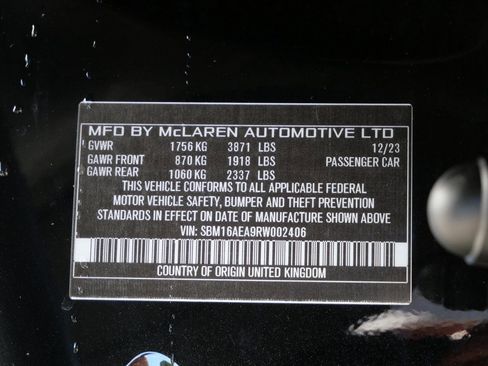 MFD BY McLAREN AUTOMOTIVE LTD
GVWR 1756 KG 3871 LBS 12/23
GAWR FRONT 870 KG 1918 LBS PASSENGER CAR
GAWR REAR 1060 KG 2337 LBS
THIS VEHICLE CONFORMS TO ALL APPLICABLE FEDERAL
MOTOR VEHICLE SAFETY, BUMPER AND THEFT PREVENTION
STANDARDS IN EFFECT ON DATE OF MANUFACTURE SHOWN ABOVE
VIN: SBM16AEA9RW002406
COUNTRY OF ORIGIN UNITED KINGDOM